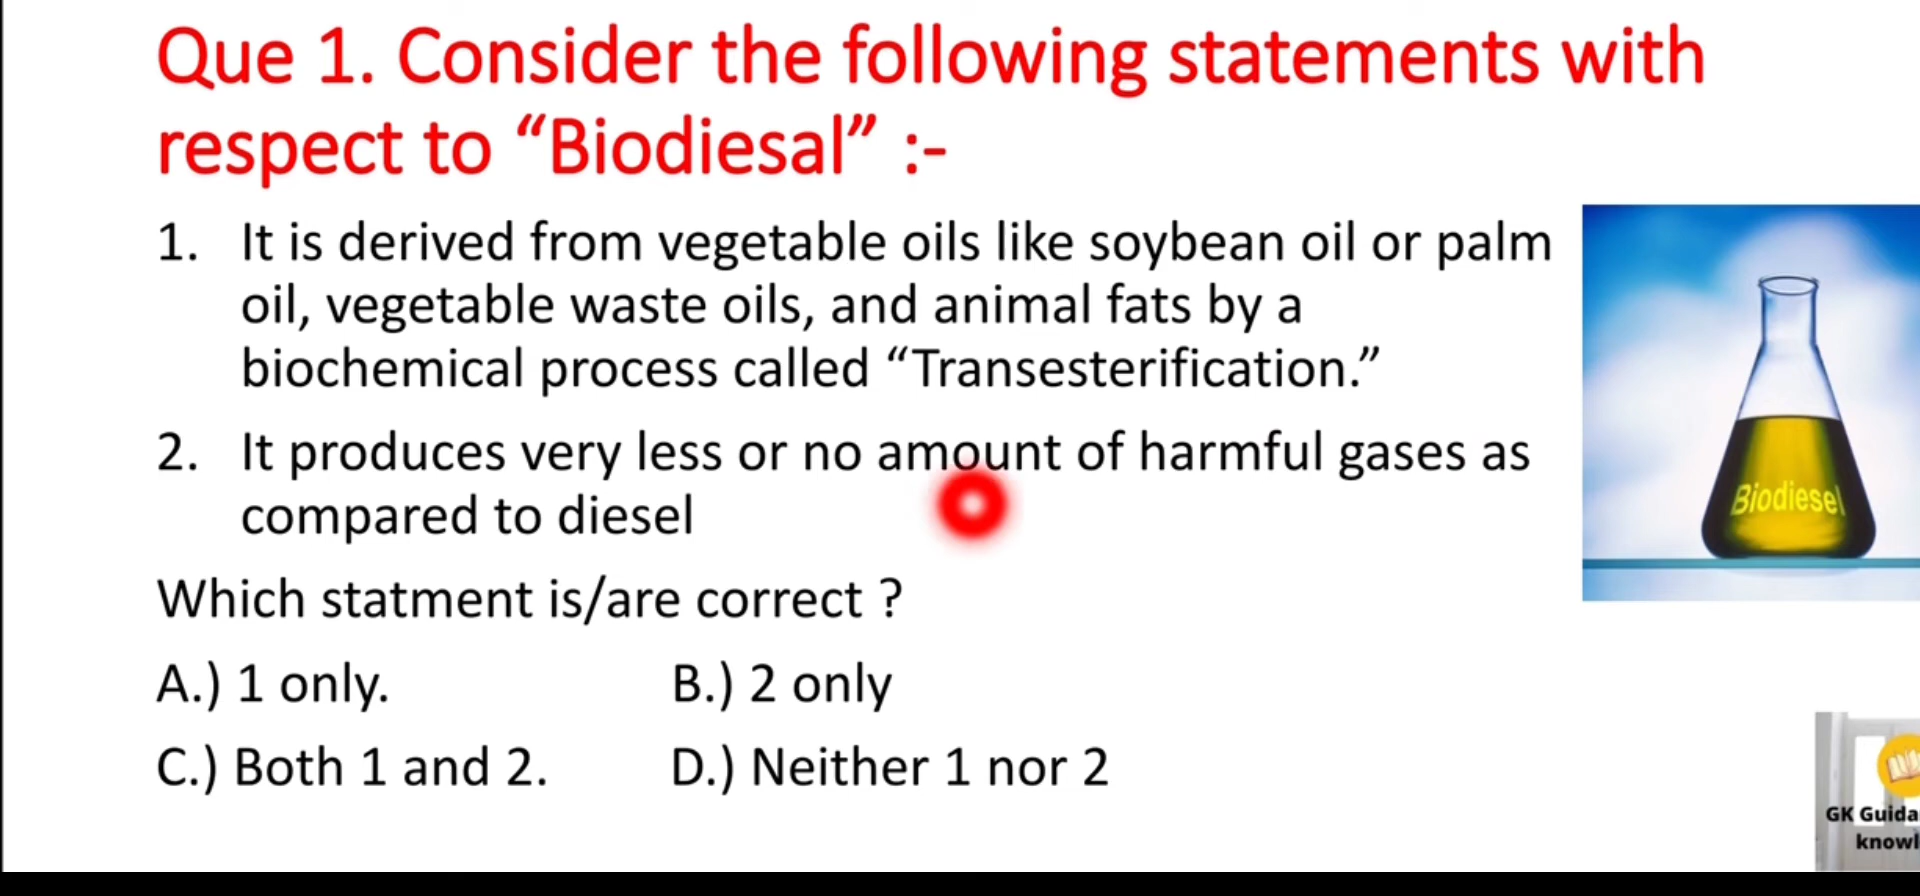 Que 1. Consider the following statements with
respect to “Biodiesal” :-
1. It is derived from vegetable oils like soybean oil or palm
oil, vegetable waste oils, and animal fats by a
biochemical process called “Transesterification.”
2. It produces very less or no amount of harmful gases as
compared to diesel
Which statment is/are correct ?
A.) 1 only. B.) 2 only
C.) Both 1 and 2. D.) Neither 1 nor 2
Biodiesel
GK